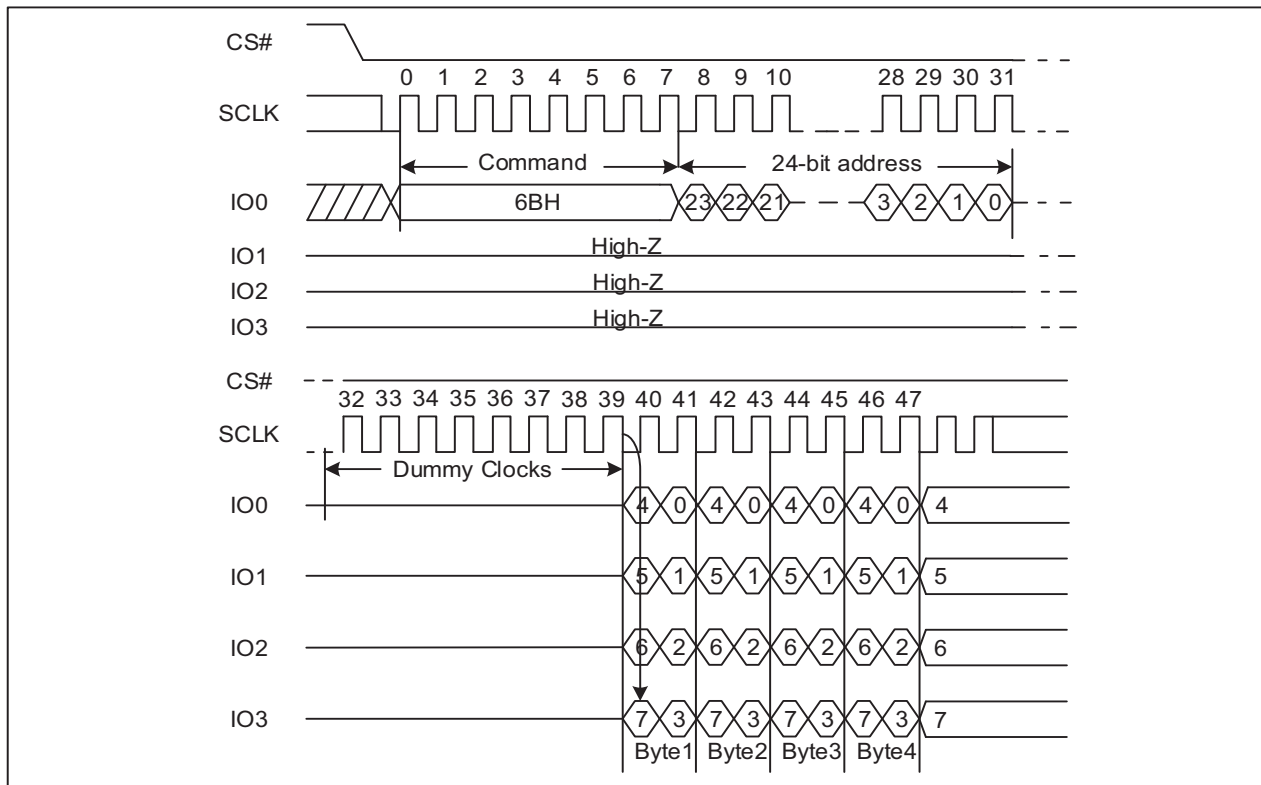 CS#
0 1 2 3 4 5 6 7 8 9 10 28 29 30 31
SCLK
Command 24-bit address
IO0 6BH 23 22 21 3 2 1 0
IO1 High-Z
IO2 High-Z
IO3 High-Z
CS#
32 33 34 35 36 37 38 39 40 41 42 43 44 45 46 47
SCLK
Dummy Clocks
IO0 4 0 4 0 4 0 4 0 4
IO1 5 1 5 1 5 1 5 1 5
IO2 6 2 6 2 6 2 6 2 6
IO3 7 3 7 3 7 3 7 3 7
Byte1 Byte2 Byte3 Byte4